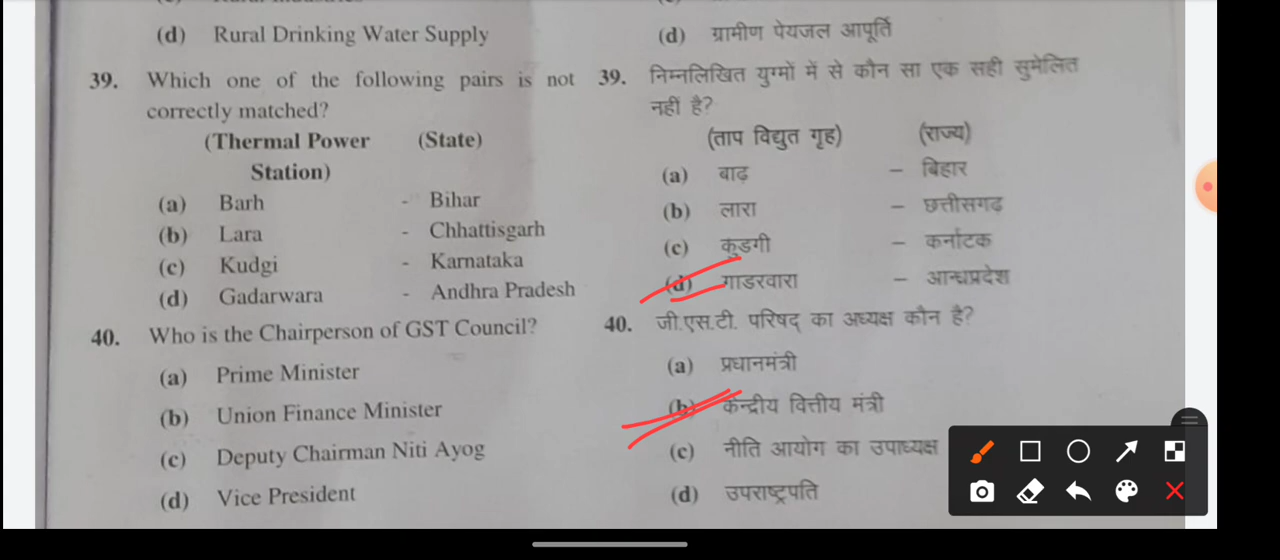 (d) Rural Drinking Water Supply
39. Which one of the following pairs is not
correctly matched?
(Thermal Power (State)
Station)
(a) Barh - Bihar
(b) Lara - Chhattisgarh
(c) Kudgi - Karnataka
(d) Gadarwara - Andhra Pradesh
40. Who is the Chairperson of GST Council?
(a) Prime Minister
(b) Union Finance Minister
(c) Deputy Chairman Niti Ayog
(d) Vice President
(d) ग्रामीण पेयजल आपूर्ति
39. निम्नलिखित युग्मों में से कौन सा एक सही सुमेलित
नहीं है?
(ताप विद्युत गृह) (राज्य)
(a) बाढ़ – बिहार
(b) लारा – छत्तीसगढ़
(c) कुडगी – कर्नाटक
(d) गाडरवारा – आन्ध्रप्रदेश
40. जी.एस.टी. परिषद् का अध्यक्ष कौन है?
(a) प्रधानमंत्री
(b) केन्द्रीय वित्तीय मंत्री
(c) नीति आयोग का उपाध्यक्ष
(d) उपराष्ट्रपति